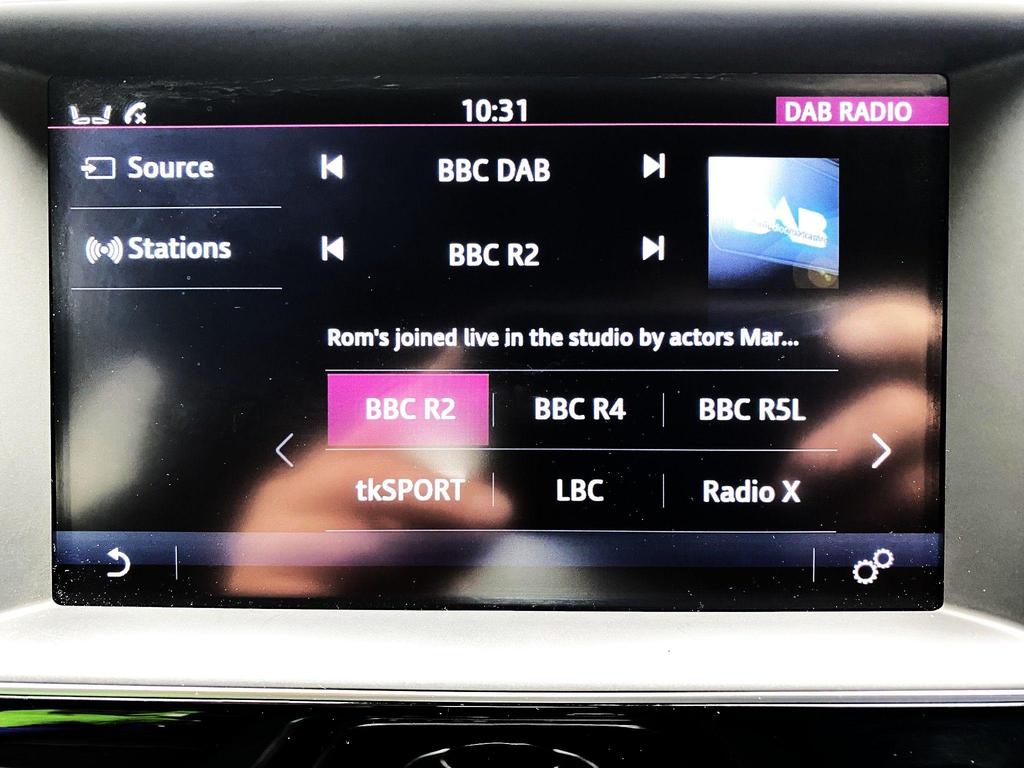 10:31
DAB RADIO
Source
BBC DAB
Stations
BBC R2
Rom's joined live in the studio by actors Mar...
BBC R2
BBC R4
BBC R5L
tkSPORT
LBC
Radio X